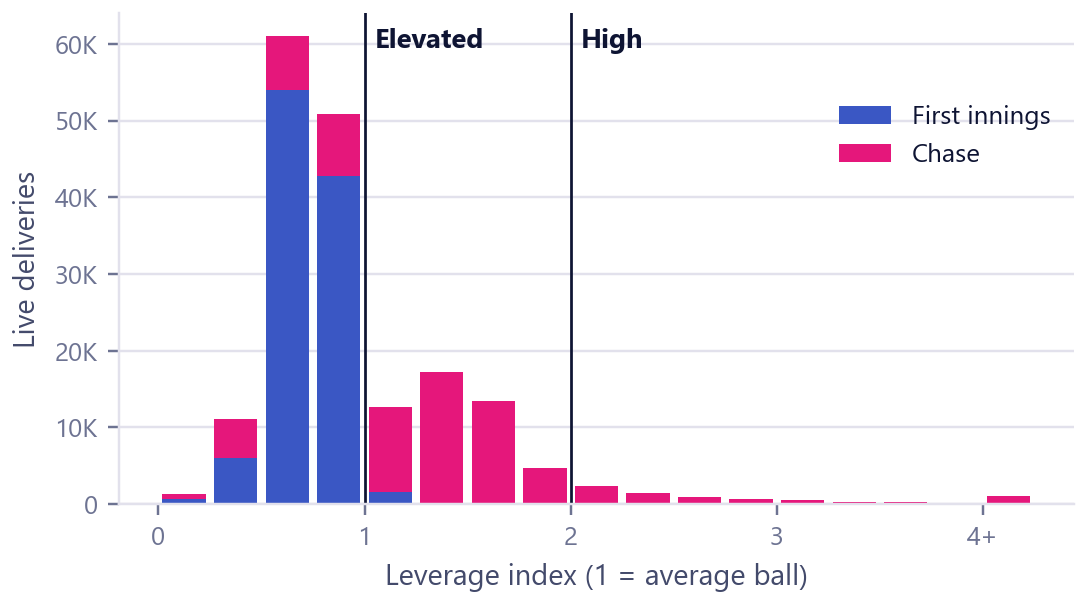 Elevated
High
60K
50K
40K
30K
20K
10K
0
Live deliveries
First innings
Chase
0
1
2
3
4+
Leverage index (1 = average ball)